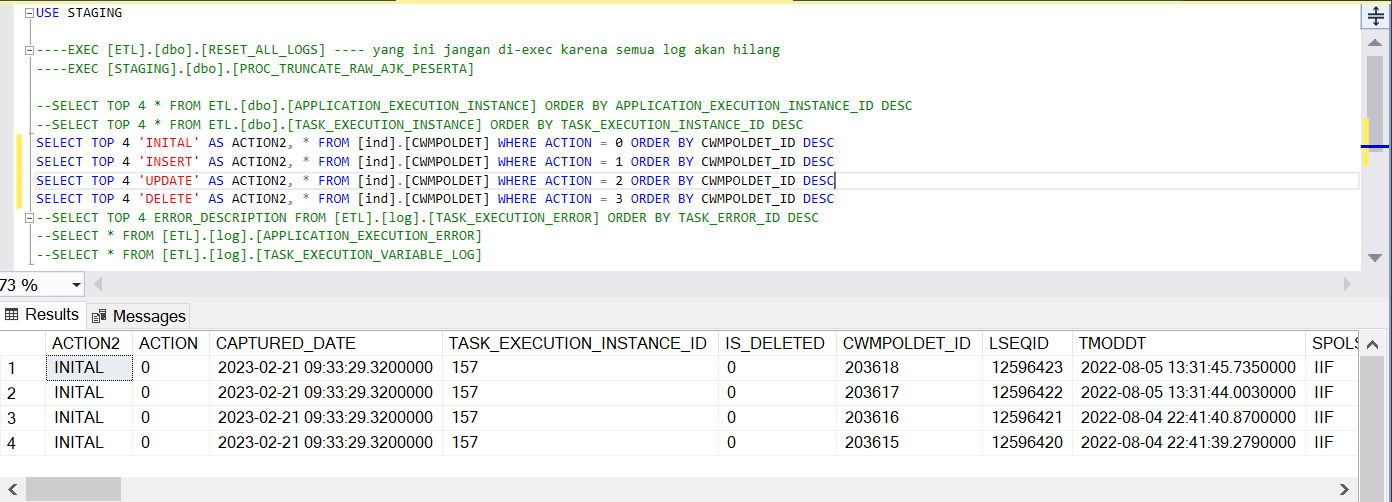 USE STAGING
----EXEC [ETL].[dbo].[RESET_ALL_LOGS] ---- yang ini jangan di-exec karena semua log akan hilang
----EXEC [STAGING].[dbo].[PROC_TRUNCATE_RAW_AJK_PESERTA]
--SELECT TOP 4 * FROM ETL.[dbo].[APPLICATION_EXECUTION_INSTANCE] ORDER BY APPLICATION_EXECUTION_INSTANCE_ID DESC
--SELECT TOP 4 * FROM ETL.[dbo].[TASK_EXECUTION_INSTANCE] ORDER BY TASK_EXECUTION_INSTANCE_ID DESC
SELECT TOP 4 'INITAL' AS ACTION2, * FROM [ind].[CWMPOLDET] WHERE ACTION = 0 ORDER BY CWMPOLDET_ID DESC
SELECT TOP 4 'INSERT' AS ACTION2, * FROM [ind].[CWMPOLDET] WHERE ACTION = 1 ORDER BY CWMPOLDET_ID DESC
SELECT TOP 4 'UPDATE' AS ACTION2, * FROM [ind].[CWMPOLDET] WHERE ACTION = 2 ORDER BY CWMPOLDET_ID DESC
SELECT TOP 4 'DELETE' AS ACTION2, * FROM [ind].[CWMPOLDET] WHERE ACTION = 3 ORDER BY CWMPOLDET_ID DESC
--SELECT TOP 4 ERROR_DESCRIPTION FROM [ETL].[log].[TASK_EXECUTION_ERROR] ORDER BY TASK_ERROR_ID DESC
--SELECT * FROM [ETL].[log].[APPLICATION_EXECUTION_ERROR]
--SELECT * FROM [ETL].[log].[TASK_EXECUTION_VARIABLE_LOG]
73 %
Results Messages
ACTION2 ACTION CAPTURED_DATE TASK_EXECUTION_INSTANCE_ID IS_DELETED CWMPOLDET_ID LSEQID TMODDT SPOLS
1 INITAL 0 2023-02-21 09:33:29.3200000 157 0 203618 12596423 2022-08-05 13:31:45.7350000 IIF
2 INITAL 0 2023-02-21 09:33:29.3200000 157 0 203617 12596422 2022-08-05 13:31:44.0030000 IIF
3 INITAL 0 2023-02-21 09:33:29.3200000 157 0 203616 12596421 2022-08-04 22:41:40.8700000 IIF
4 INITAL 0 2023-02-21 09:33:29.3200000 157 0 203615 12596420 2022-08-04 22:41:39.2790000 IIF